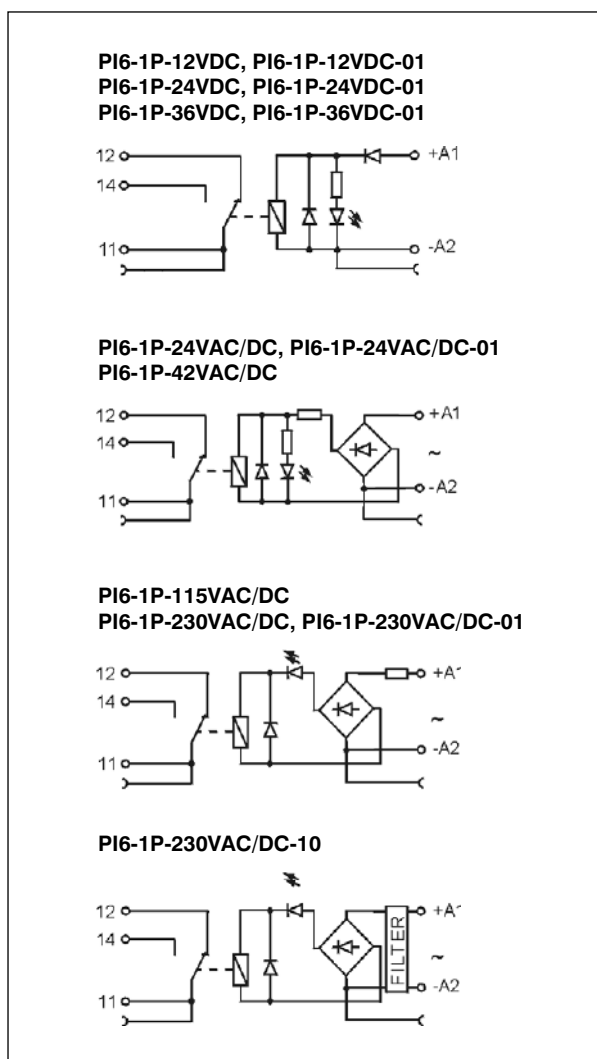 PI6-1P-12VDC, PI6-1P-12VDC-01
PI6-1P-24VDC, PI6-1P-24VDC-01
PI6-1P-36VDC, PI6-1P-36VDC-01
12
+A1
14
11
-A2
PI6-1P-24VAC/DC, PI6-1P-24VAC/DC-01
PI6-1P-42VAC/DC
12
+A1
14
~
-A2
11
PI6-1P-115VAC/DC
PI6-1P-230VAC/DC, PI6-1P-230VAC/DC-01
12
+A1
14
~
-A2
11
PI6-1P-230VAC/DC-10
12
+A1
14
FILTER
~
-A2
11